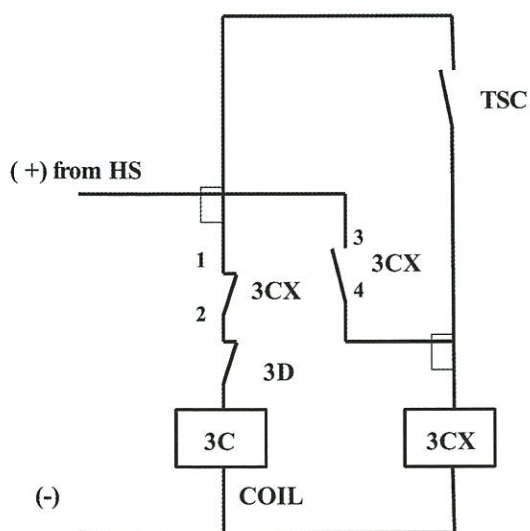 TSC
( +) from HS
3
1
3CX
3CX
4
2
3D
3C
3CX
(-)
COIL